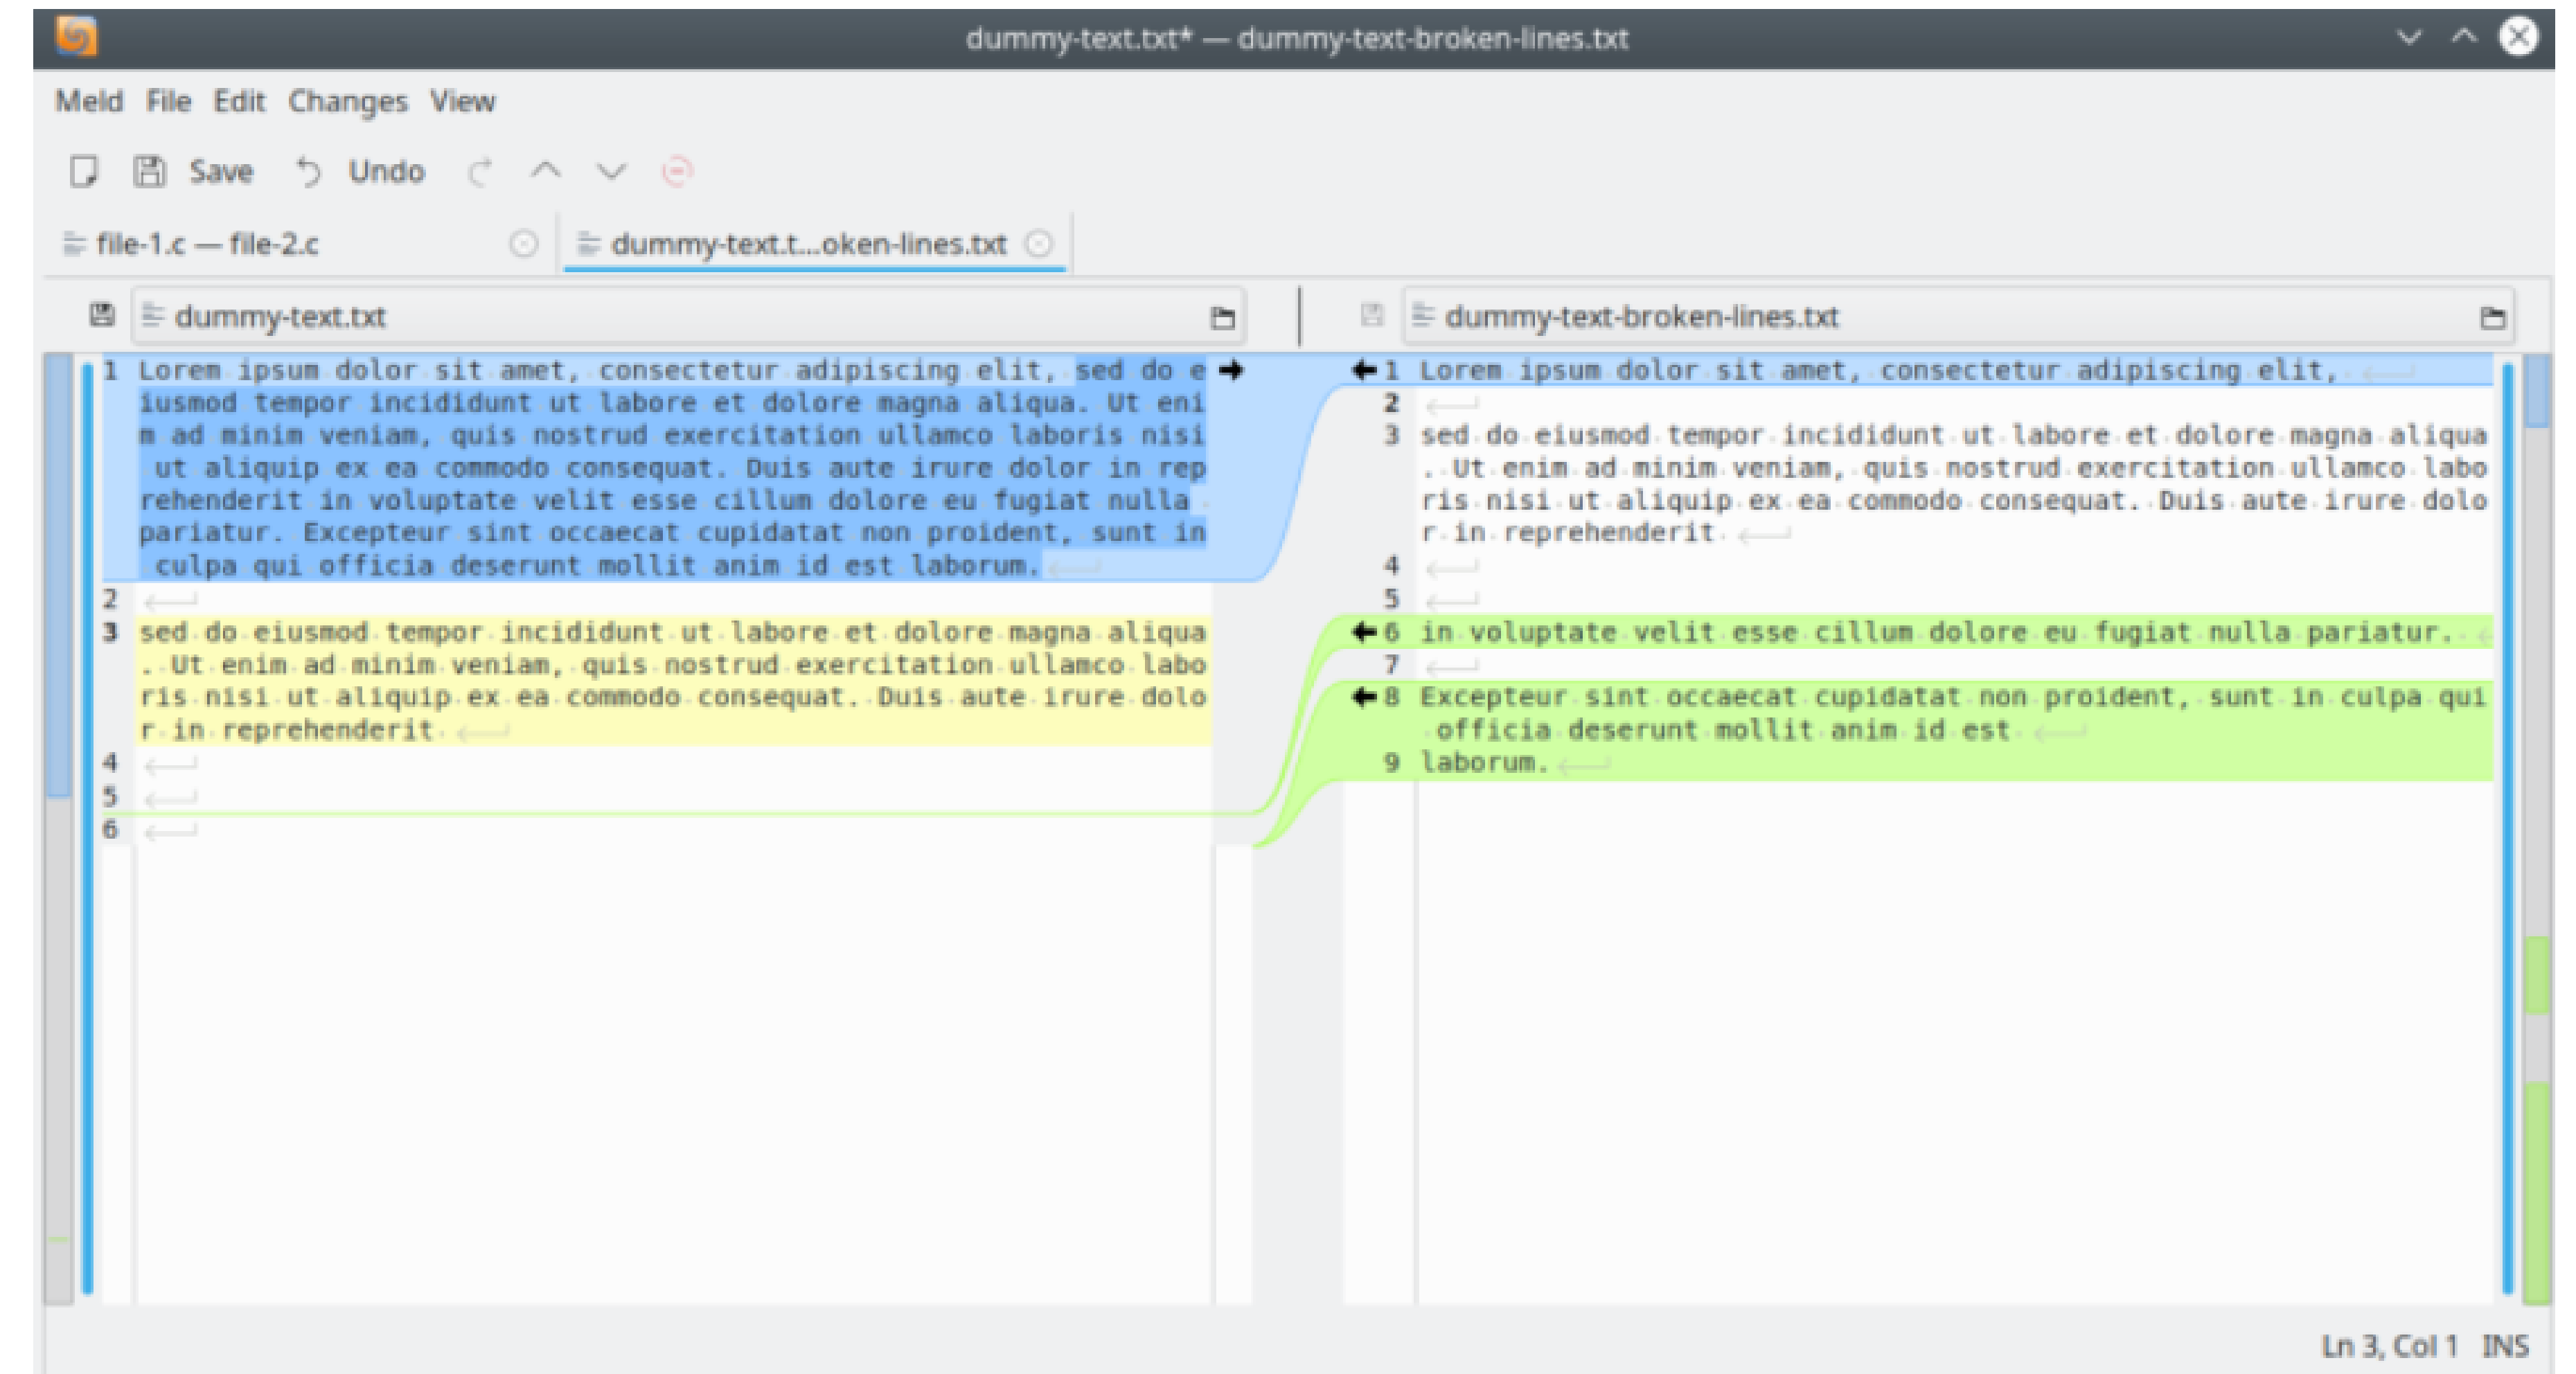 dummy-text.txt* — dummy-text-broken-lines.txt
Meld File Edit Changes View
Save Undo
file-1.c — file-2.c dummy-text.t...oken-lines.txt
dummy-text.txt
1 Lorem ipsum dolor sit amet, consectetur adipiscing elit, sed do e
iusmod tempor incididunt ut labore et dolore magna aliqua. Ut eni
m ad minim veniam, quis nostrud exercitation ullamco laboris nisi
ut aliquip ex ea commodo consequat. Duis aute irure dolor in rep
rehenderit in voluptate velit esse cillum dolore eu fugiat nulla
pariatur. Excepteur sint occaecat cupidatat non proident, sunt in
culpa qui officia deserunt mollit anim id est laborum.
2
3 sed do eiusmod tempor incididunt ut labore et dolore magna aliqua
. Ut enim ad minim veniam, quis nostrud exercitation ullamco labo
ris nisi ut aliquip ex ea commodo consequat. Duis aute irure dolo
r in reprehenderit
4
5
6
dummy-text-broken-lines.txt
1 Lorem ipsum dolor sit amet, consectetur adipiscing elit,
2
3 sed do eiusmod tempor incididunt ut labore et dolore magna aliqua
. Ut enim ad minim veniam, quis nostrud exercitation ullamco labo
ris nisi ut aliquip ex ea commodo consequat. Duis aute irure dolo
r in reprehenderit
4
5
6 in voluptate velit esse cillum dolore eu fugiat nulla pariatur.
7
8 Excepteur sint occaecat cupidatat non proident, sunt in culpa qui
officia deserunt mollit anim id est
9 laborum.
Ln 3, Col 1 INS